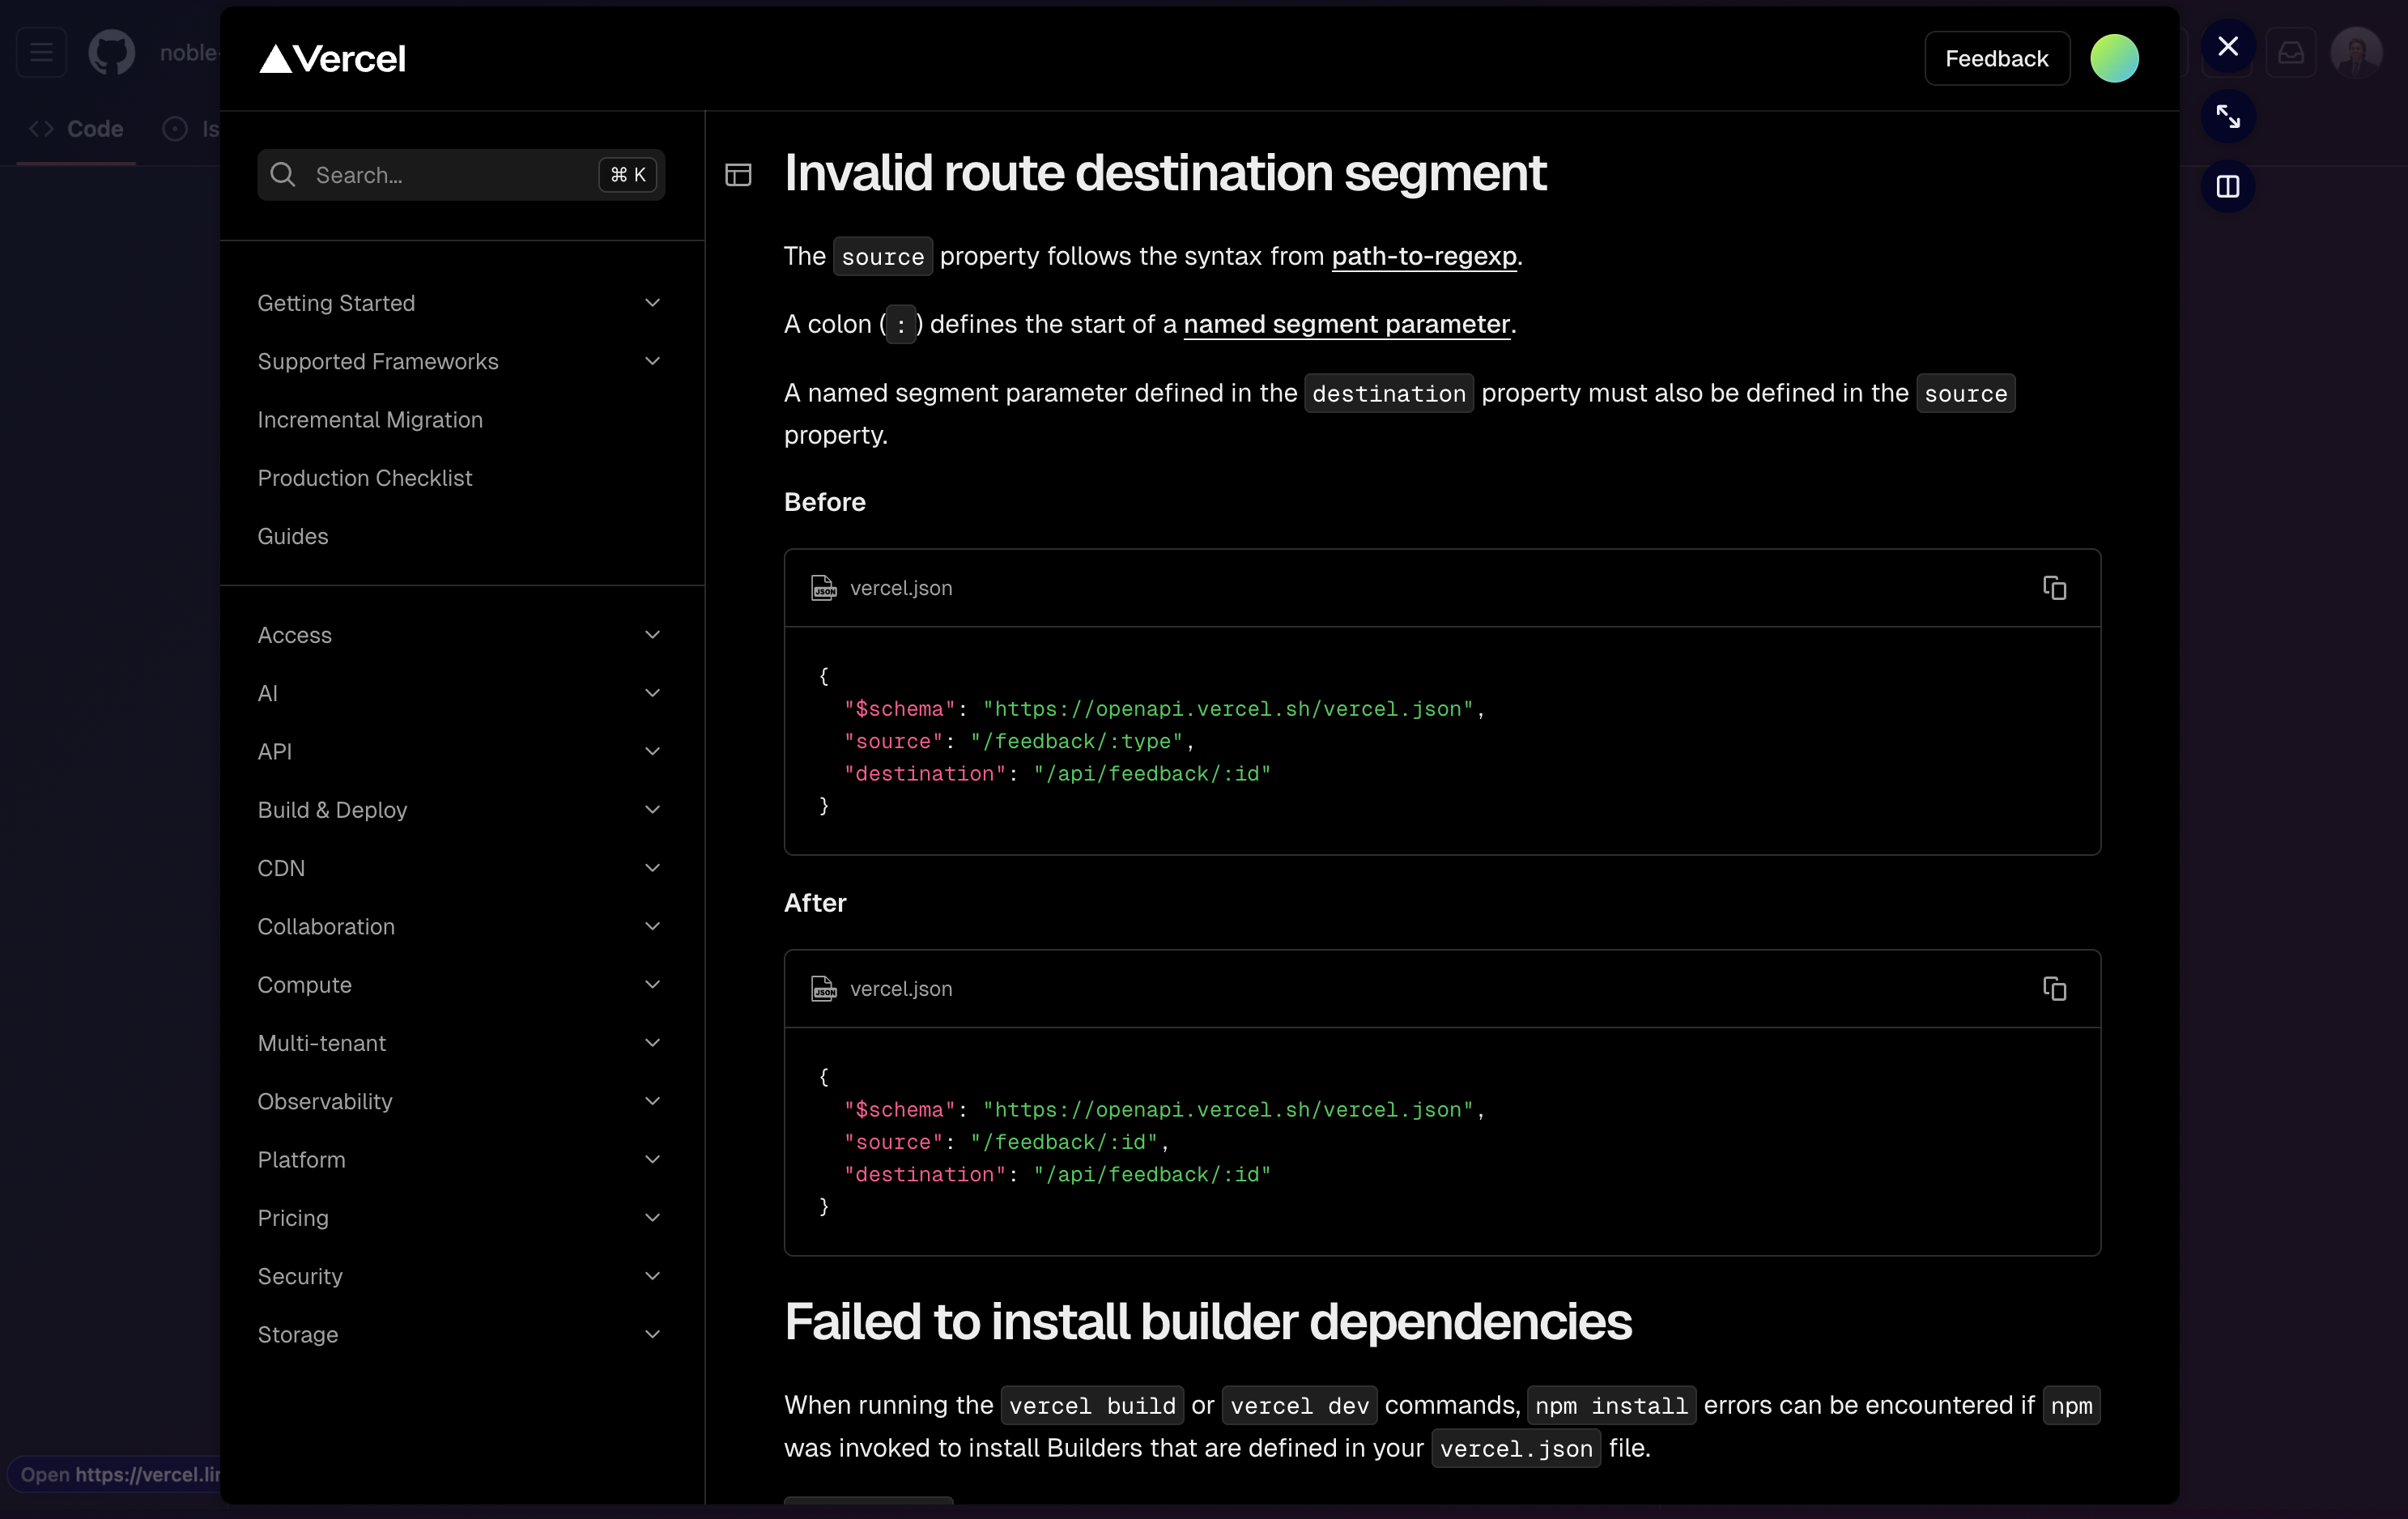 noble-
Code
Is
Vercel
Feedback
Search...
⌘ K
Getting Started
Supported Frameworks
Incremental Migration
Production Checklist
Guides
Access
AI
API
Build & Deploy
CDN
Collaboration
Compute
Multi-tenant
Observability
Platform
Pricing
Security
Storage
Invalid route destination segment
The source property follows the syntax from path-to-regexp.
A colon (:) defines the start of a named segment parameter.
A named segment parameter defined in the destination property must also be defined in the source
property.
Before
JSON vercel.json
{
"$schema": "https://openapi.vercel.sh/vercel.json",
"source": "/feedback/:type",
"destination": "/api/feedback/:id"
}
After
JSON vercel.json
{
"$schema": "https://openapi.vercel.sh/vercel.json",
"source": "/feedback/:id",
"destination": "/api/feedback/:id"
}
Failed to install builder dependencies
When running the vercel build or vercel dev commands, npm install errors can be encountered if npm
was invoked to install Builders that are defined in your vercel.json file.
Open https://vercel.lin